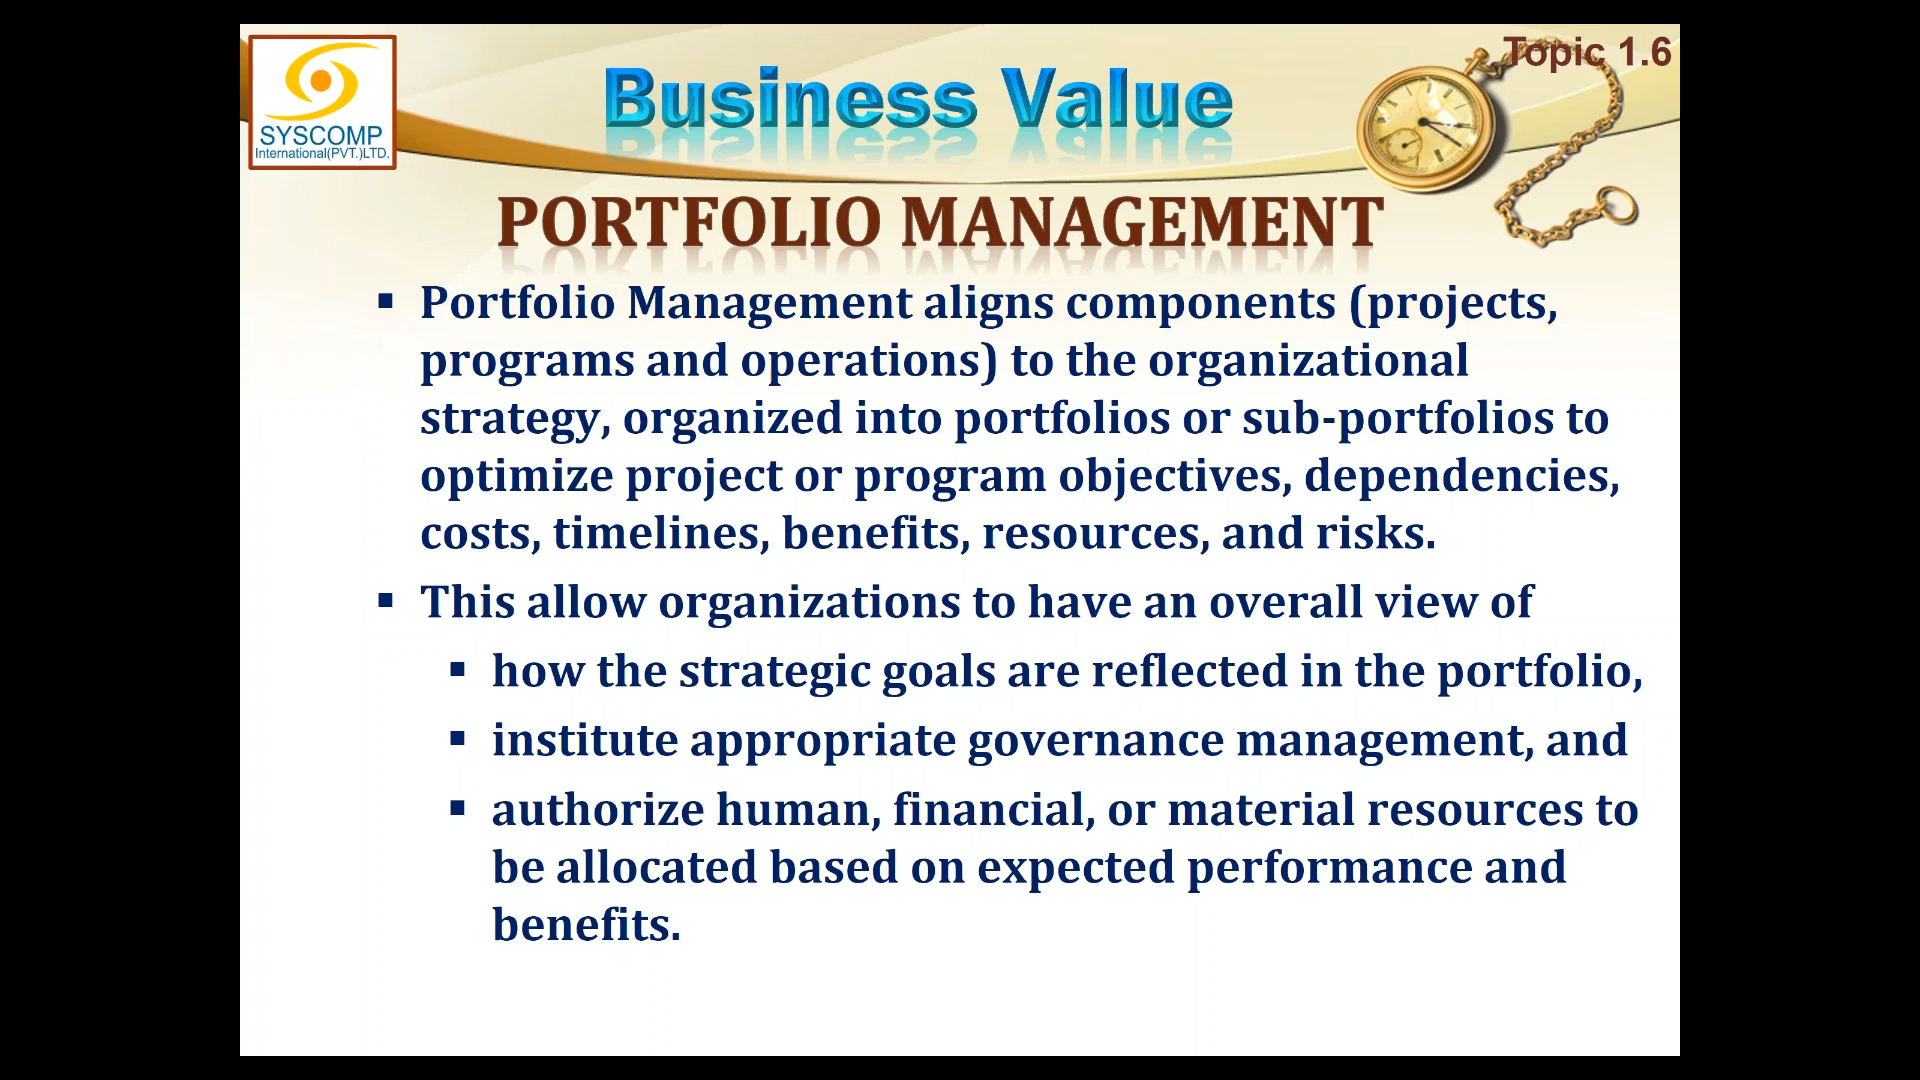 Topic 1.6
SYSCOMP
International(PVT.)LTD.
Business Value
PORTFOLIO MANAGEMENT
▪ Portfolio Management aligns components (projects,
programs and operations) to the organizational
strategy, organized into portfolios or sub-portfolios to
optimize project or program objectives, dependencies,
costs, timelines, benefits, resources, and risks.
▪ This allow organizations to have an overall view of
▪ how the strategic goals are reflected in the portfolio,
▪ institute appropriate governance management, and
▪ authorize human, financial, or material resources to
be allocated based on expected performance and
benefits.